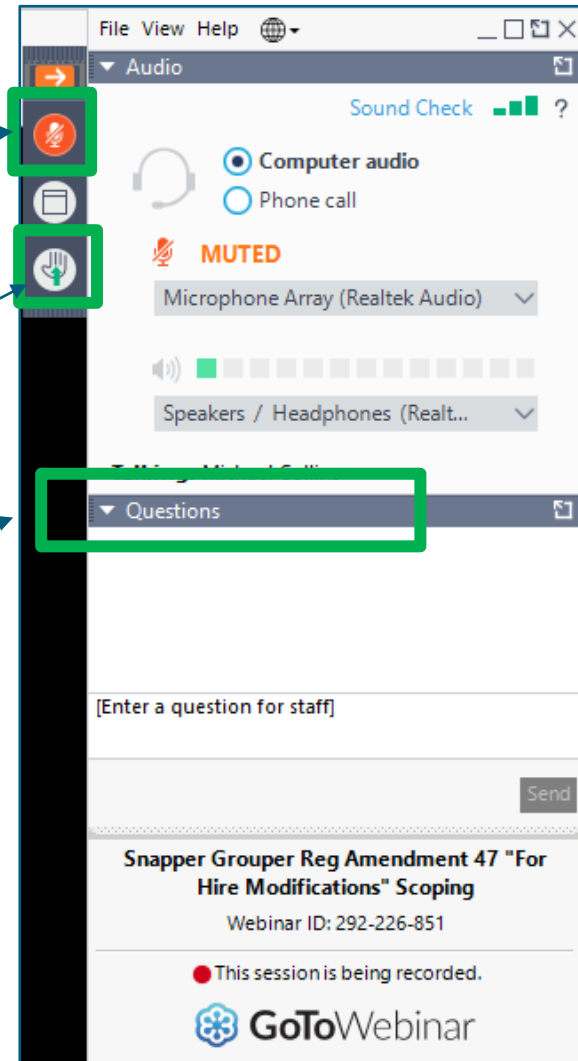 File View Help
Audio
Sound Check ?
Computer audio
Phone call
MUTED
Microphone Array (Realtek Audio)
Speakers / Headphones (Realt...
Questions
[Enter a question for staff]
Send
Snapper Grouper Reg Amendment 47 "For
Hire Modifications" Scoping
Webinar ID: 292-226-851
This session is being recorded.
GoToWebinar